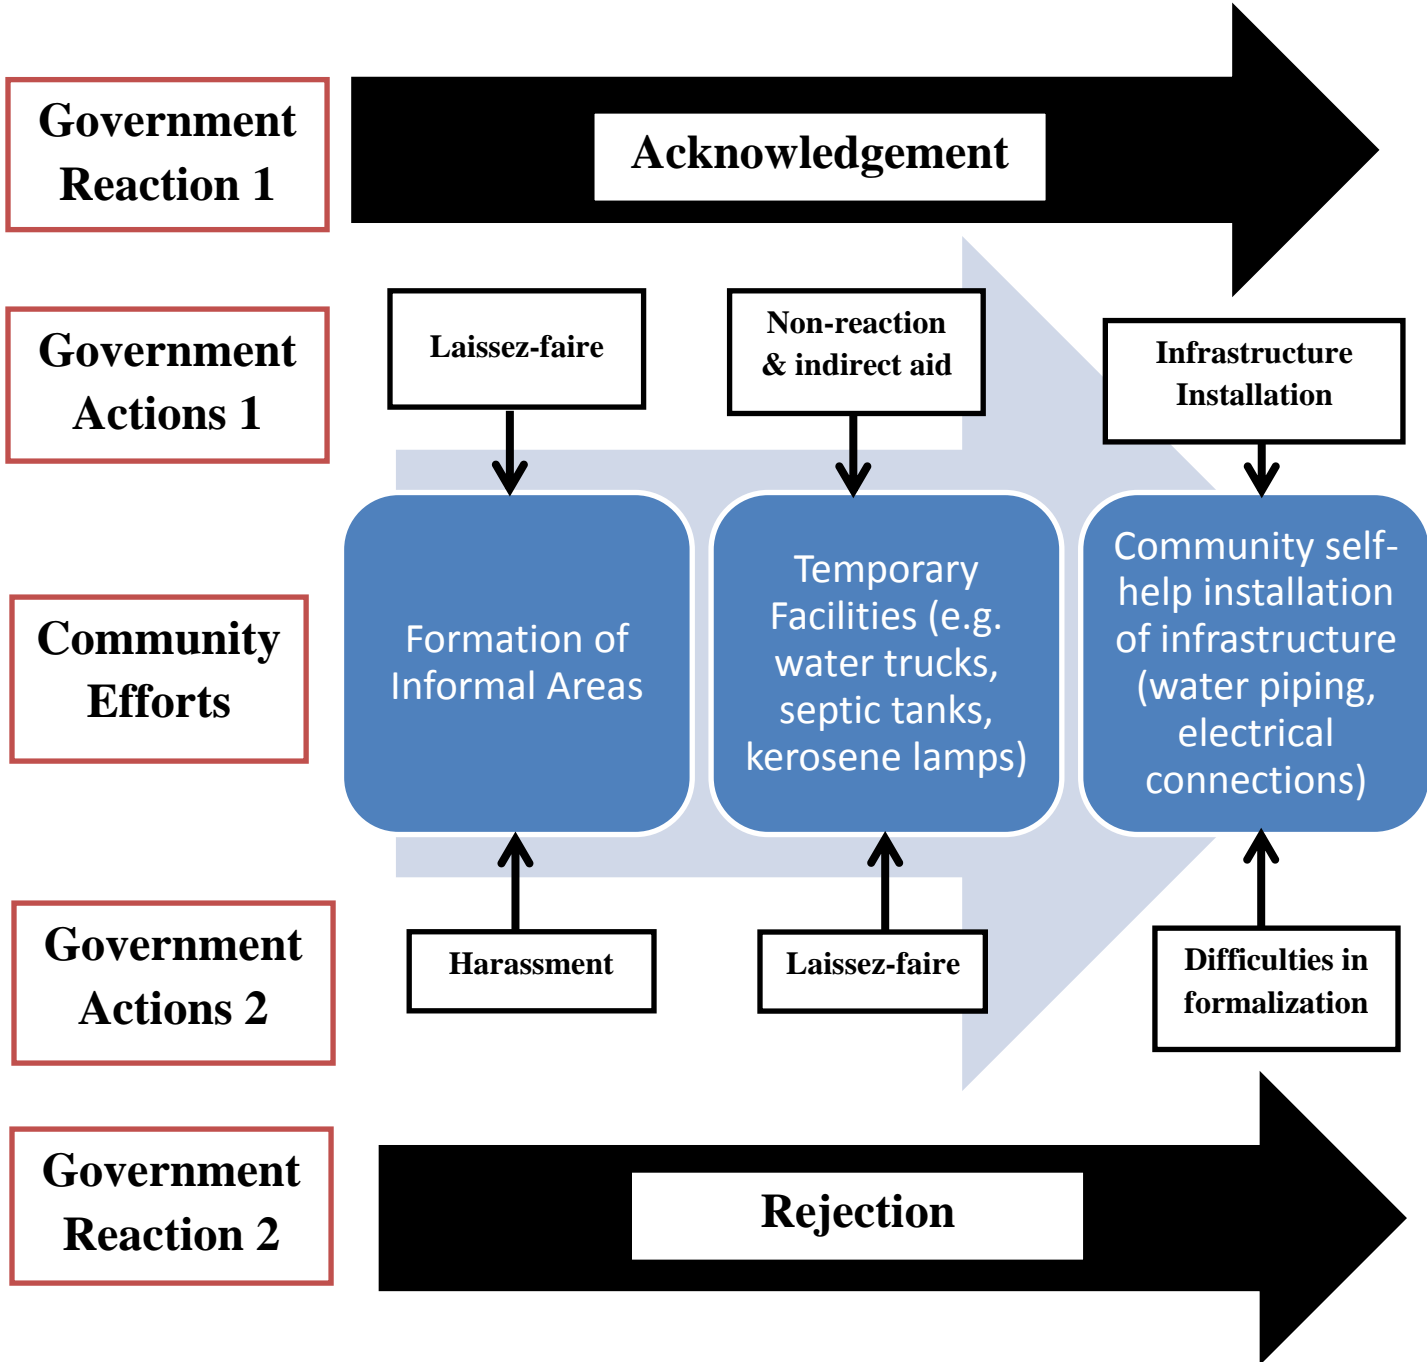 Government
Reaction 1
Acknowledgement
Government
Actions 1
Laissez-faire
Non-reaction
& indirect aid
Infrastructure
Installation
Community
Efforts
Formation of
Informal Areas
Temporary
Facilities (e.g.
water trucks,
septic tanks,
kerosene lamps)
Community self-
help installation
of infrastructure
(water piping,
electrical
connections)
Government
Actions 2
Harassment
Laissez-faire
Difficulties in
formalization
Government
Reaction 2
Rejection